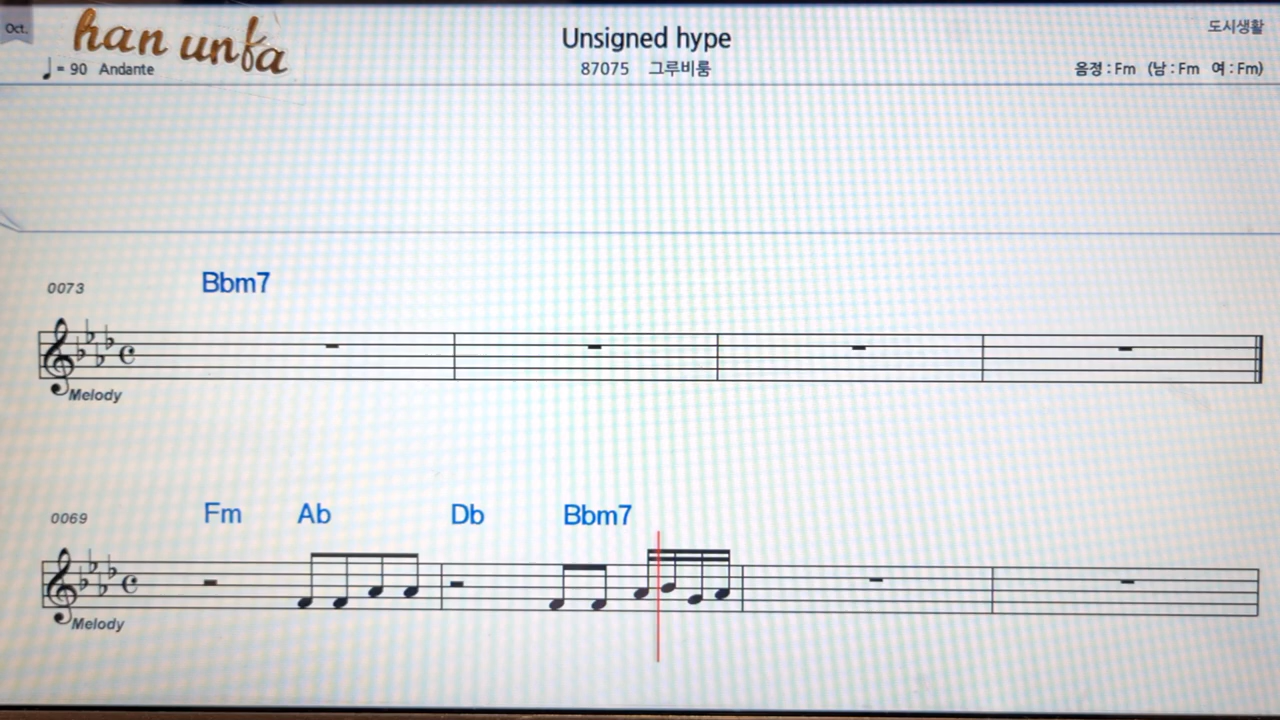 Oct.
han unfa
Unsigned hype
도시생활
♩= 90 Andante
87075 그루비룸
음정 : Fm (남 : Fm 여 : Fm)
0073
Bbm7
Melody
0069
Fm Ab Db Bbm7
Melody